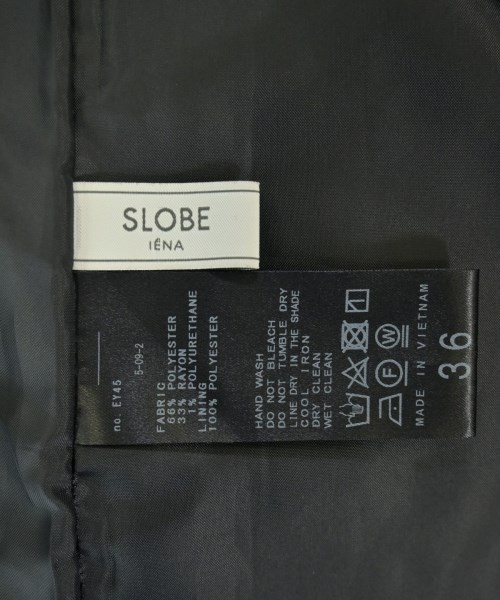 SLOBE
IÉNA
no. EY45
5-09-2
FABRIC
66% POLYESTER
33% RAYON
1% POLYURETHANE
LINING
100% POLYESTER
HAND WASH
DO NOT BLEACH
DO NOT TUMBLE DRY
LINE DRY IN THE SHADE
COOL IRON
DRY CLEAN
WET CLEAN
F
W
MADE IN VIETNAM
36